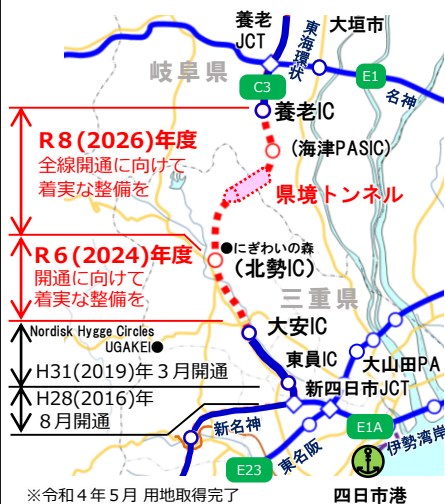 養老
JCT
大垣市
東海環状
岐阜県
C3
E1
名神
養老IC
R8(2026)年度
全線開通に向けて
着実な整備を
(海津PASIC)
県境トンネル
R6(2024)年度
開通に向けて
着実な整備を
●にぎわいの森
(北勢IC)
三重県
Nordisk Hygge Circles
UGAKEI●
大安IC
H31(2019)年3月開通
東員IC
大山田PA
H28(2016)年
8月開通
新四日市JCT
新名神
E1A
伊勢湾岸
E23
東名阪
※令和4年5月 用地取得完了
四日市港